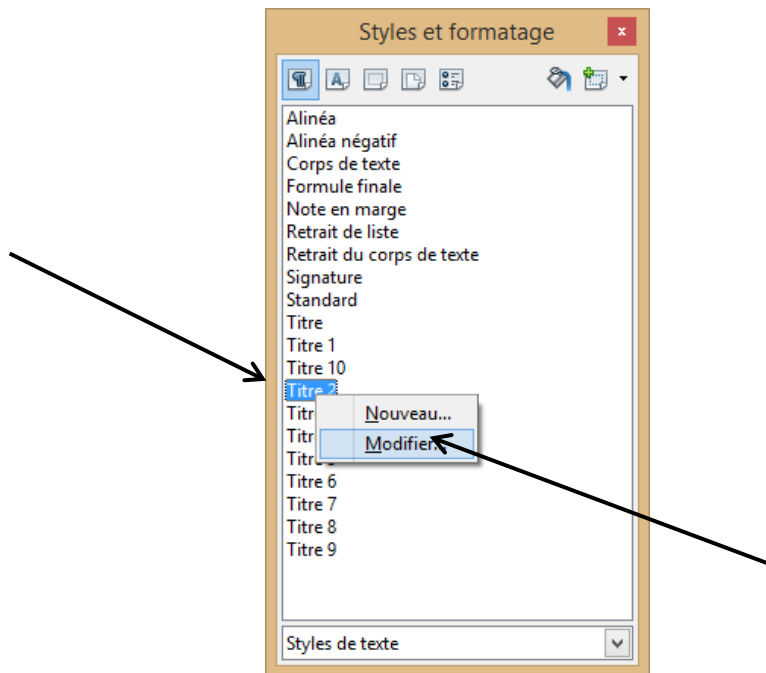 Styles et formatage
Alinéa
Alinéa négatif
Corps de texte
Formule finale
Note en marge
Retrait de liste
Retrait du corps de texte
Signature
Standard
Titre
Titre 1
Titre 10
Titre 2
Nouveau...
Modifier...
Titre 6
Titre 7
Titre 8
Titre 9
Styles de texte